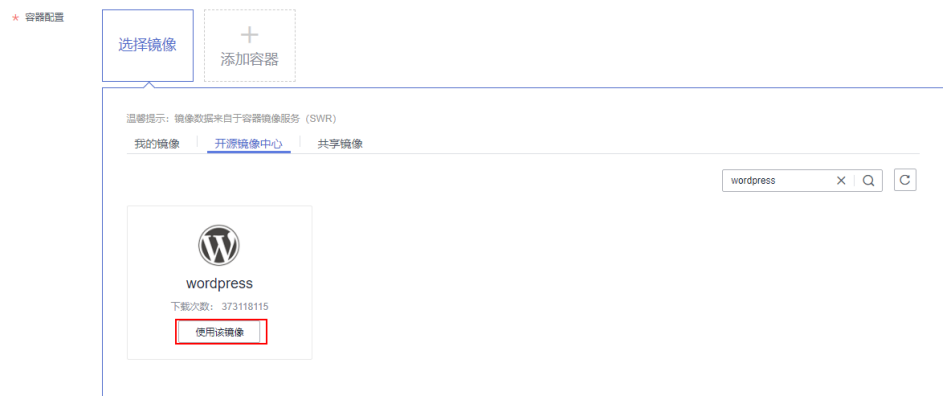 * 容器配置
选择镜像
添加容器
温馨提示：镜像数据来自于容器镜像服务（SWR）
我的镜像 开源镜像中心 共享镜像
wordpress
wordpress
下载次数： 373118115
使用该镜像